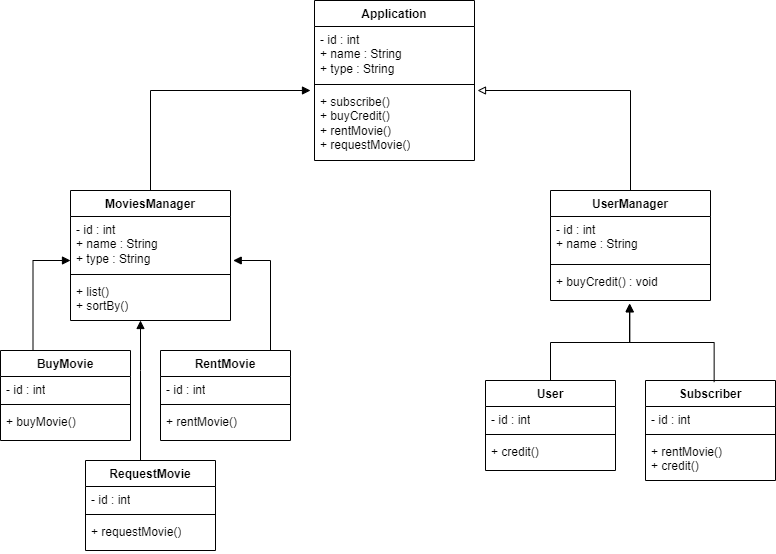 Application
- id : int
+ name : String
+ type : String
+ subscribe()
+ buyCredit()
+ rentMovie()
+ requestMovie()
MoviesManager
- id : int
+ name : String
+ type : String
+ list()
+ sortBy()
UserManager
- id : int
+ name : String
+ buyCredit() : void
BuyMovie
- id : int
+ buyMovie()
RentMovie
- id : int
+ rentMovie()
User
- id : int
+ credit()
Subscriber
- id : int
+ rentMovie()
+ credit()
RequestMovie
- id : int
+ requestMovie()